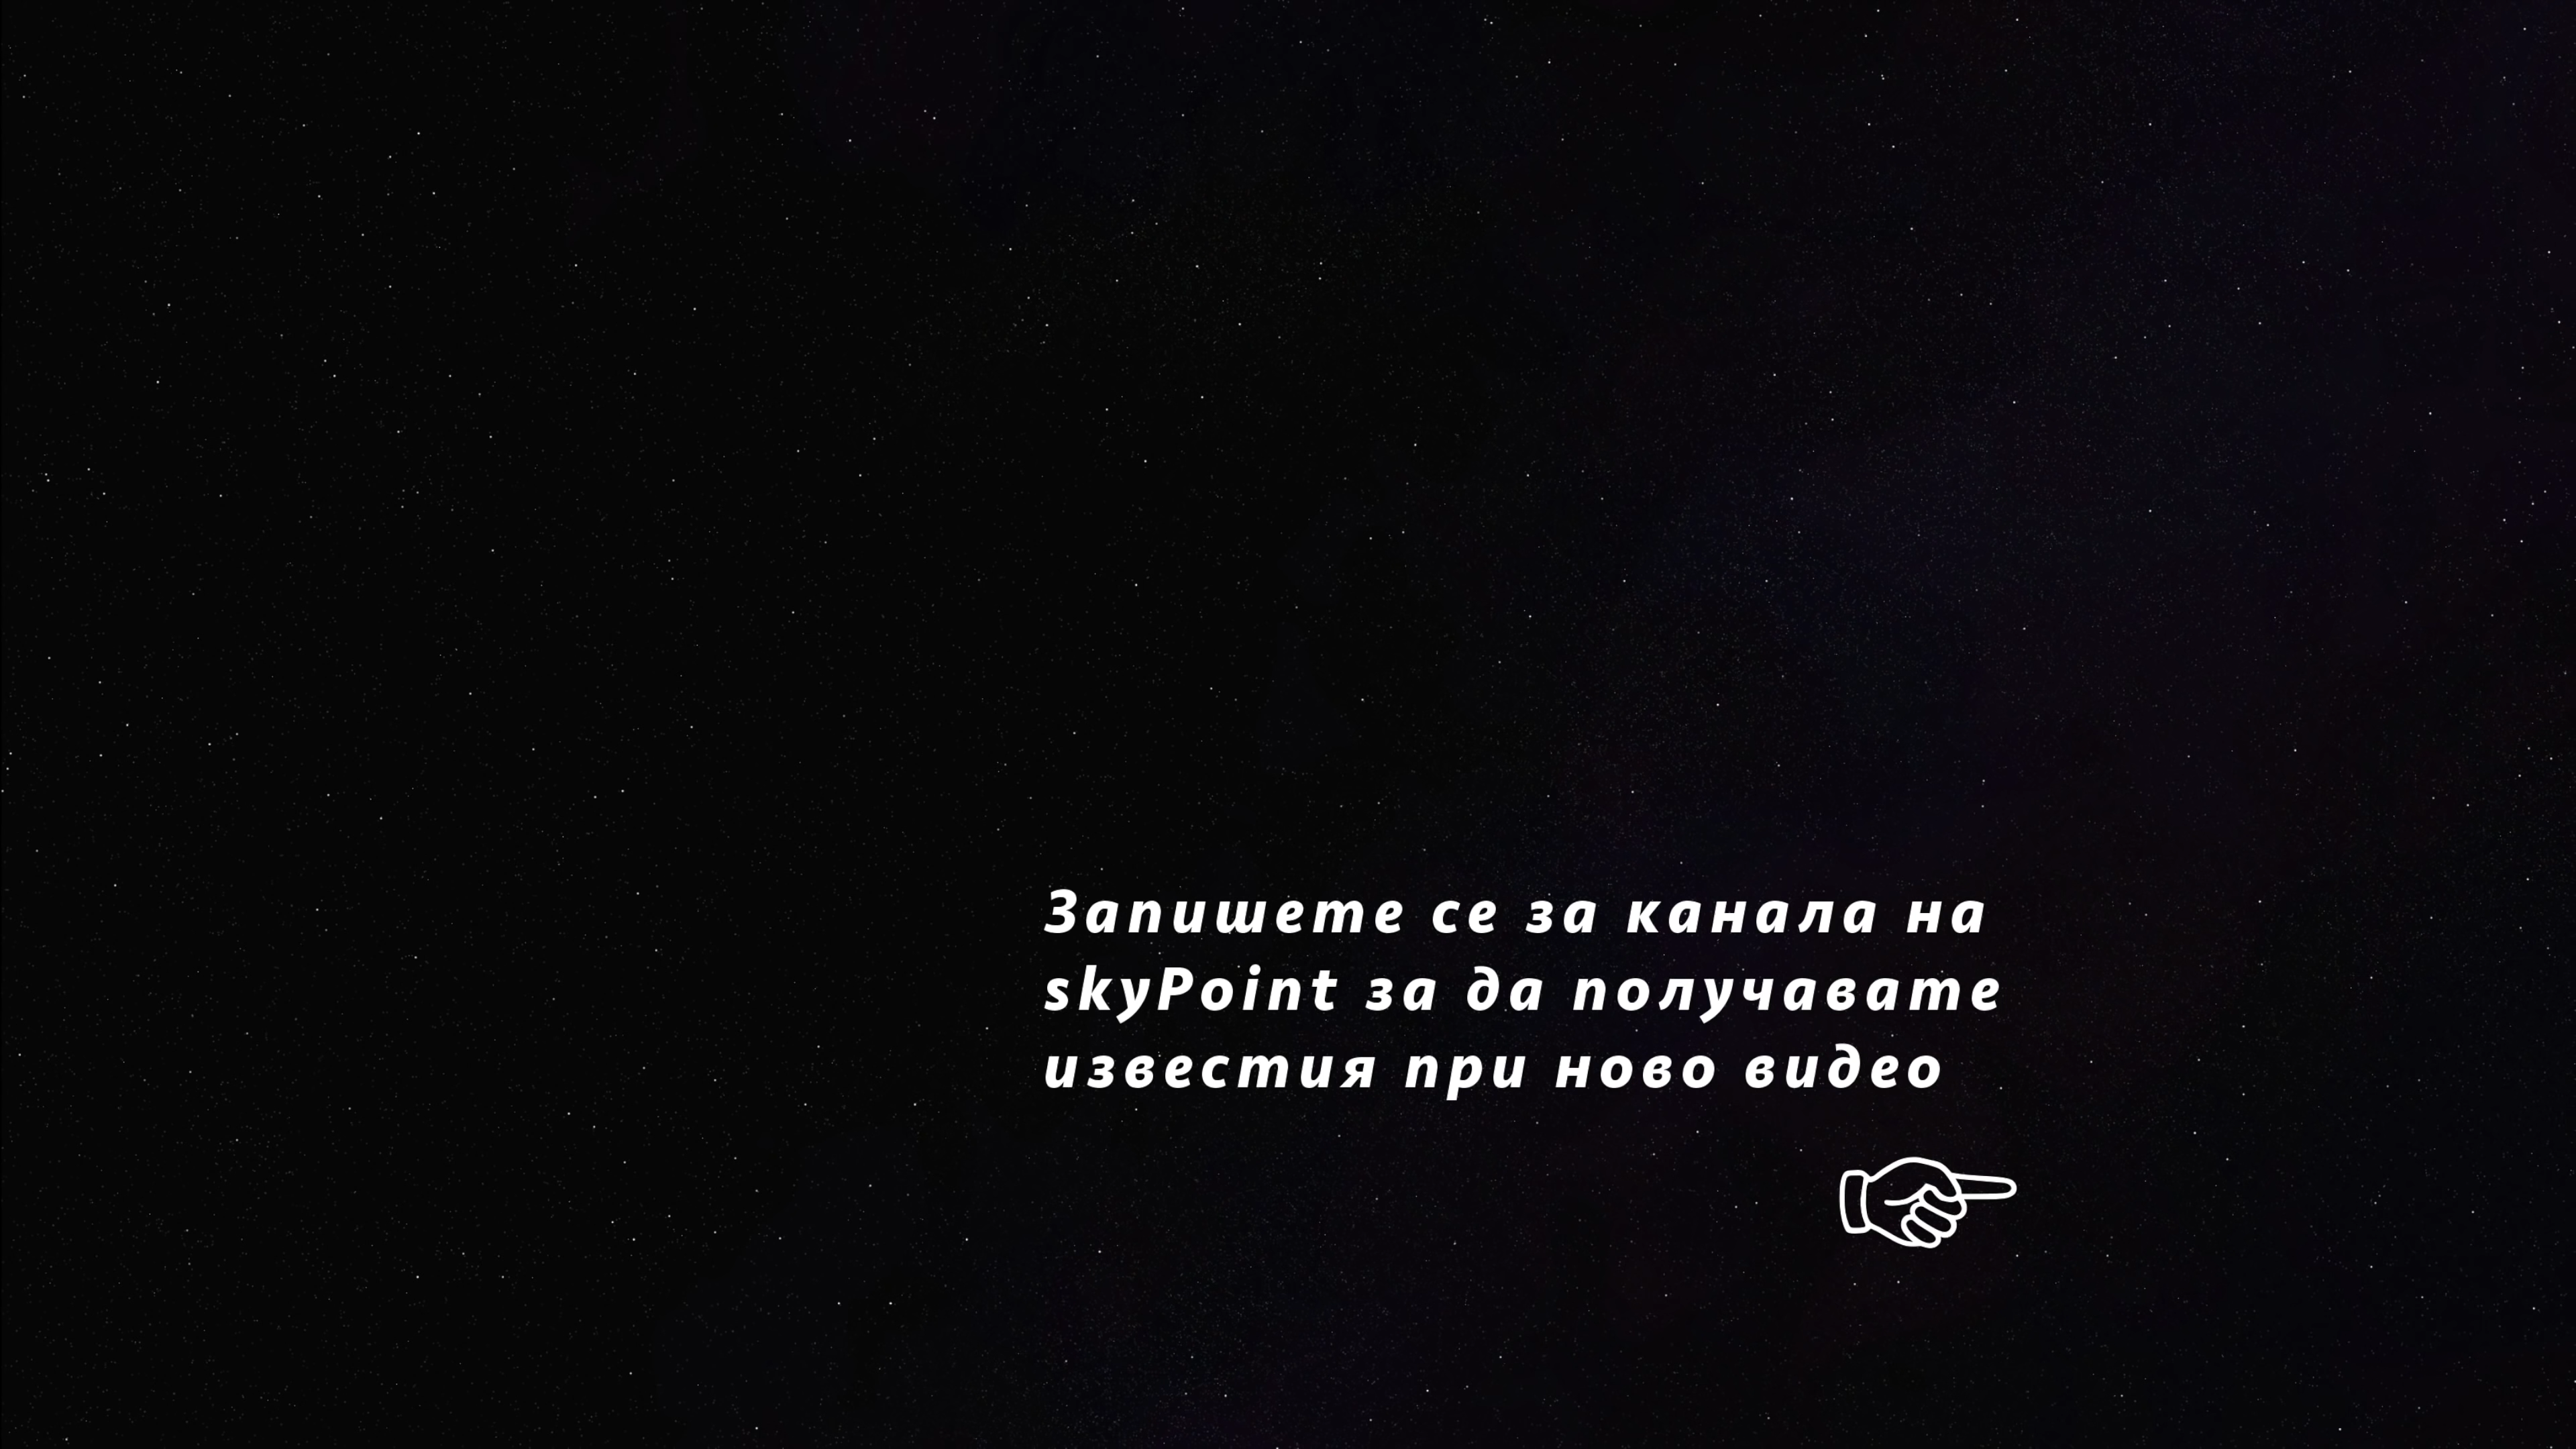 Запишете се за канала на
skyPoint за да получавате
известия при ново видео